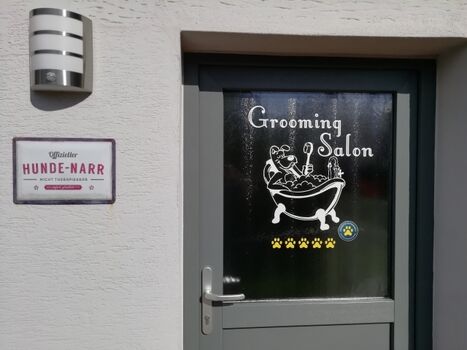 Offizieller
HUNDE-NARR
NICHT THERAPIERBAR
Grooming
Salon